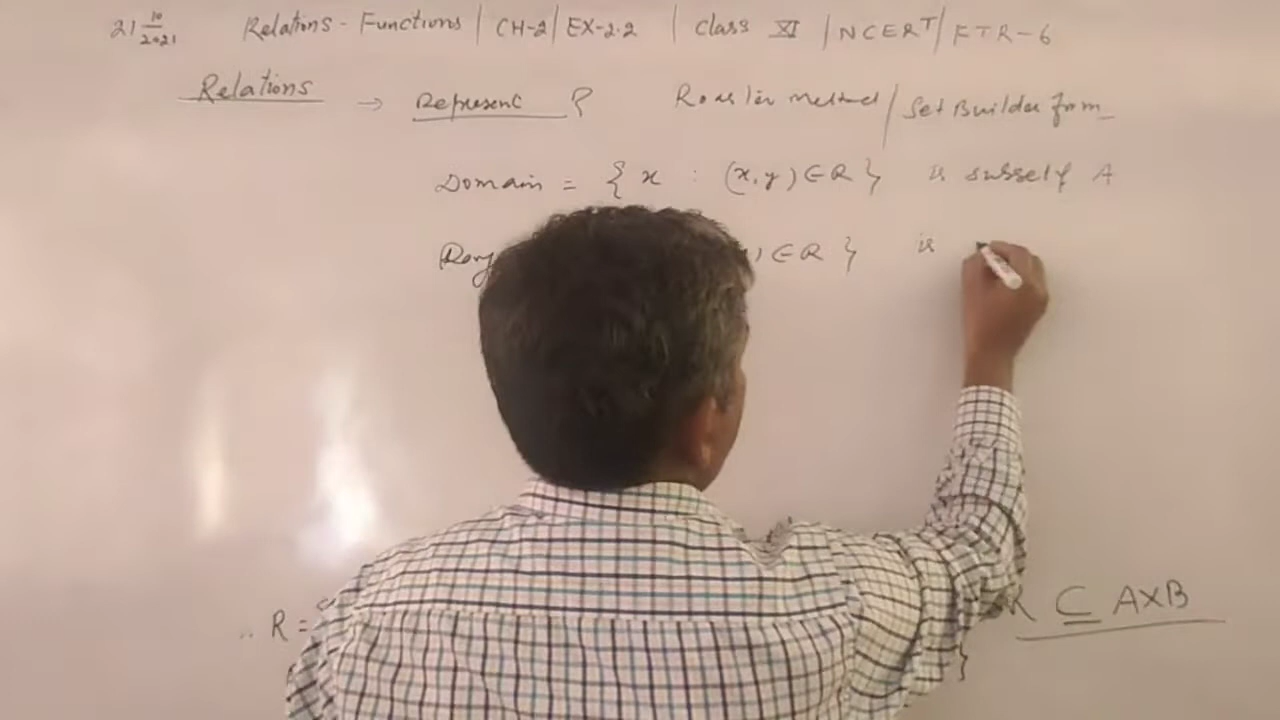 21 10/2021 Relations - Functions | CH-2 | EX-2.2 | Class XI | NCERT | FTR-6
Relations → Represent ? Roaster method / Set Builder form
Domain = { x : (x,y) ∈ R } is subset of A
Rang ) ∈ R } is
∴ R = R ⊆ A×B
}